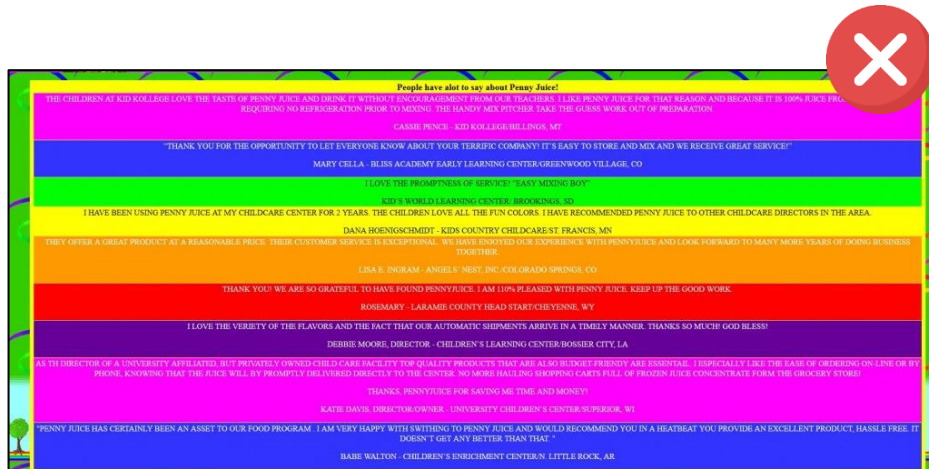 People have alot to say about Penny Juice!
THE CHILDREN AT KID KOLLEGE LOVE THE TASTE OF PENNY JUICE AND DRINK IT WITHOUT ENCOURAGEMENT FROM OUR TEACHERS. I LIKE PENNY JUICE FOR THAT REASON AND BECAUSE IT IS 100% JUICE
REQUIRING NO REFRIGERATION PRIOR TO MIXING. THE HANDY MIX PITCHER TAKE THE GUESS WORK OUT OF PREPARATION.
CASSIE PENCE - KID KOLLEGE/BILLINGS, MT
"THANK YOU FOR THE OPPORTUNITY TO LET EVERYONE KNOW ABOUT YOUR TERRIFIC COMPANY! IT'S EASY TO STORE AND MIX AND WE RECEIVE GREAT SERVICE!"
MARY CELLA - BLISS ACADEMY EARLY LEARNING CENTER/GREENWOOD VILLAGE, CO
I LOVE THE PROMPTNESS OF SERVICE! "EASY MIXING BOY"
KID'S WORLD LEARNING CENTER/ BROOKINGS, SD
I HAVE BEEN USING PENNY JUICE AT MY CHILDCARE CENTER FOR 2 YEARS. THE CHILDREN LOVE ALL THE FUN COLORS. I HAVE RECOMMENDED PENNY JUICE TO OTHER CHILDCARE DIRECTORS IN THE AREA.
DANA HOENIGSCHMIDT - KIDS COUNTRY CHILDCARE/ST. FRANCIS, MN
THEY OFFER A GREAT PRODUCT AT A REASONABLE PRICE. THEIR CUSTOMER SERVICE IS EXCEPTIONAL. WE HAVE ENJOYED OUR EXPERIENCE WITH PENNYJUICE AND LOOK FORWARD TO MANY MORE YEARS OF DOING BUSINESS
TOGETHER.
LISA E. INGRAM - ANGELS' NEST, INC./COLORADO SPRINGS, CO
THANK YOU! WE ARE SO GRATEFUL TO HAVE FOUND PENNYJUICE. I AM 110% PLEASED WITH PENNY JUICE. KEEP UP THE GOOD WORK.
ROSEMARY - LARAMIE COUNTY HEAD START/CHEYENNE, WY
I LOVE THE VERIETY OF THE FLAVORS AND THE FACT THAT OUR AUTOMATIC SHIPMENTS ARRIVE IN A TIMELY MANNER. THANKS SO MUCH! GOD BLESS!
DEBBIE MOORE, DIRECTOR - CHILDREN'S LEARNING CENTER/BOSSIER CITY, LA
AS TH DIRECTOR OF A UNIVERSITY AFFILIATED, BUT PRIVATELY OWNED CHILD CARE FACILITY TOP QUALITY PRODUCTS THAT ARE ALSO BUDGET-FRIENDLY ARE ESSENTAIL. I ESPECIALLY LIKE THE EASE OF ORDERING ON-LINE OR BY
PHONE, KNOWING THAT THE JUICE WILL BY PROMPTLY DELIVERED DIRECTLY TO THE CENTER. NO MORE HAULING SHOPPING CARTS FULL OF FROZEN JUICE CONCENTRATE FORM THE GROCERY STORE!
THANKS, PENNYJUICE FOR SAVING ME TIME AND MONEY!
KATIE DAVIS, DIRECTOR/OWNER - UNIVERSITY CHILDREN'S CENTER/SUPERIOR, WI
"PENNY JUICE HAS CERTAINLY BEEN AN ASSET TO OUR FOOD PROGRAM . I AM VERY HAPPY WITH SWITHING TO PENNY JUICE AND WOULD RECOMMEND YOU IN A HEATBEAT YOU PROVIDE AN EXCELLENT PRODUCT, HASSLE FREE. IT
DOESN'T GET ANY BETTER THAN THAT. "
BABE WALTON - CHILDREN'S ENRICHMENT CENTER/N. LITTLE ROCK, AR